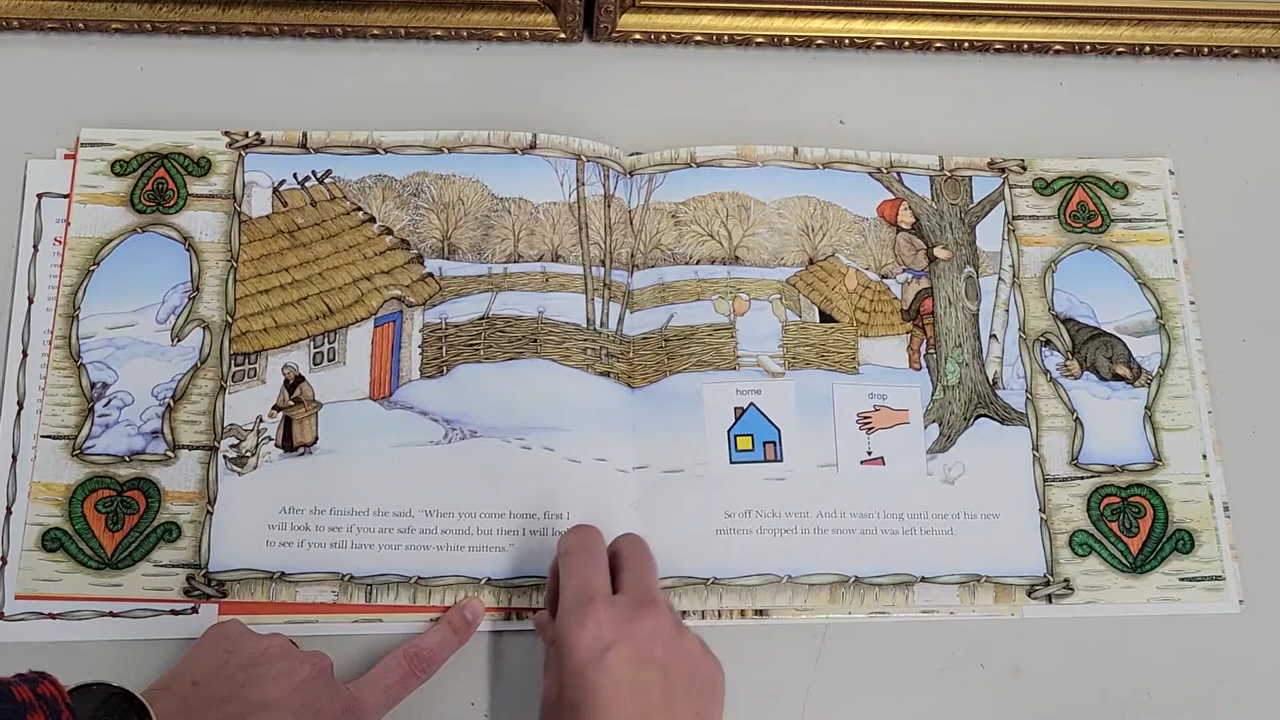 home
drop
After she finished she said, "When you come home, first I
will look to see if you are safe and sound, but then I will
to see if you still have your snow-white mittens."
So off Nicki went. And it wasn't long until one of his new
mittens dropped in the snow and was left behind.